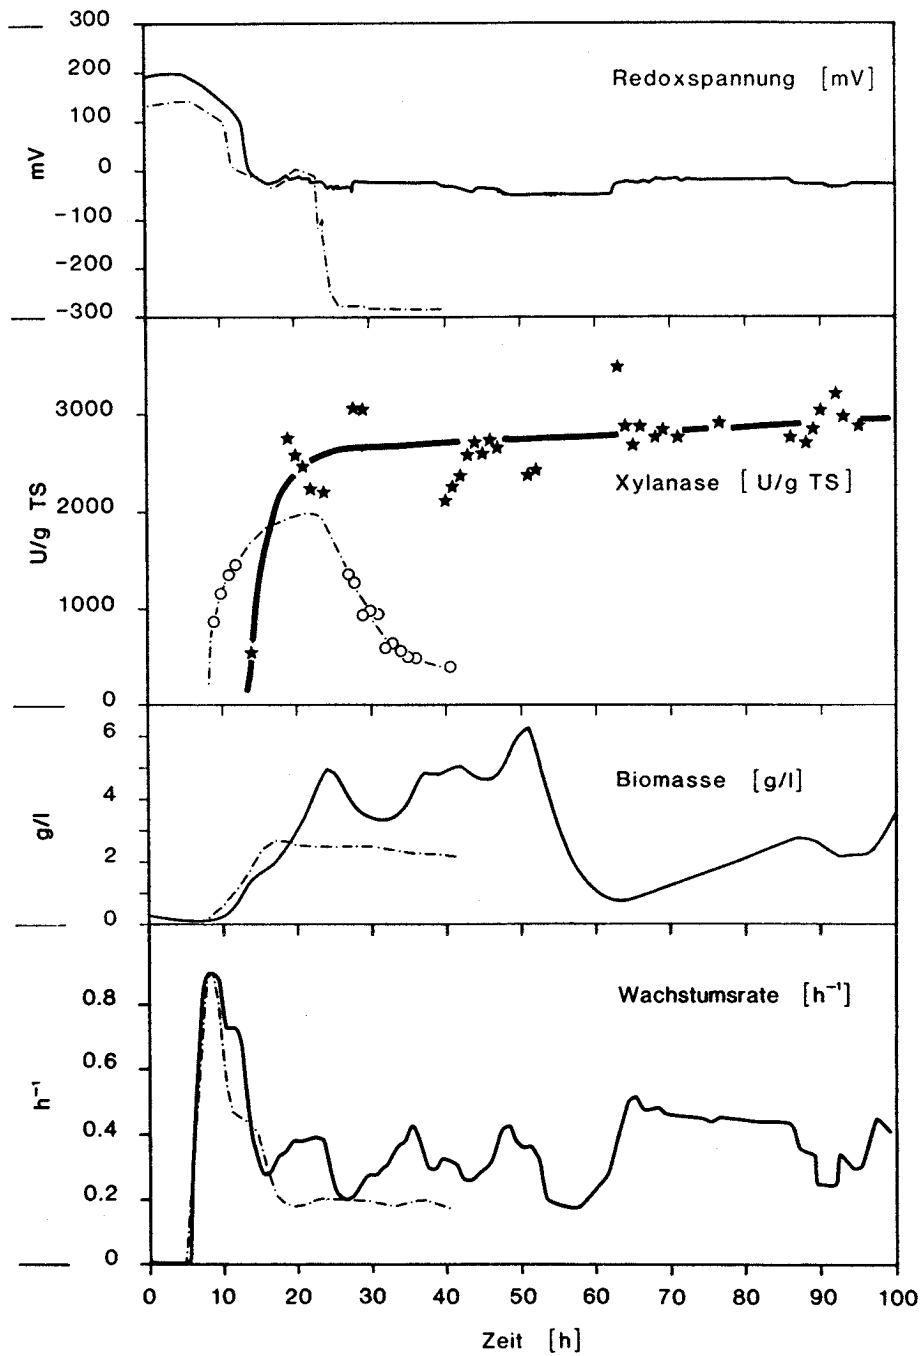 300
200
100
0
-100
-200
-300
mV
Redoxspannung [mV]
3000
2000
1000
0
U/g TS
Xylanase [ U/g TS]
6
4
2
0
g/l
Biomasse [g/l]
0.8
0.6
0.4
0.2
0
h⁻¹
Wachstumsrate [h⁻¹]
0 10 20 30 40 50 60 70 80 90 100
Zeit [h]